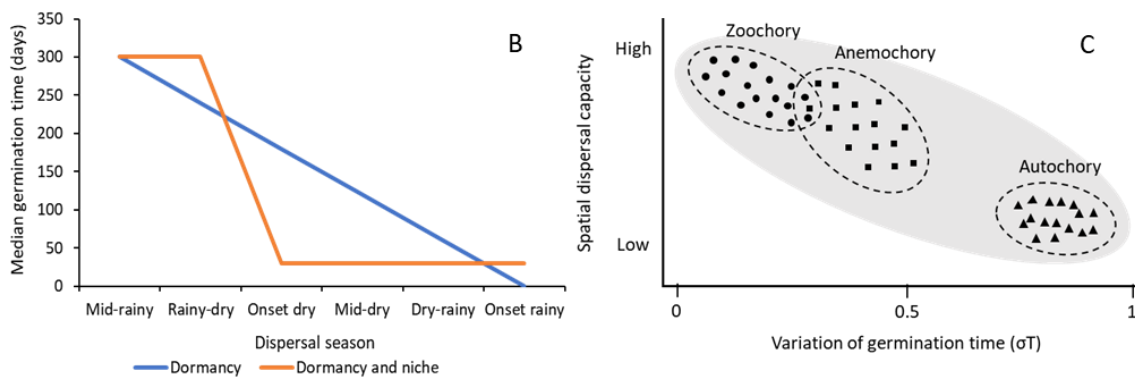 B
350
300
250
200
150
100
50
0
Median germination time (days)
Mid-rainy Rainy-dry Onset dry Mid-dry Dry-rainy Onset rainy
Dispersal season
Dormancy Dormancy and niche
C
Zoochory
Anemochory
Autochory
High
Low
Spatial dispersal capacity
0 0.5 1
Variation of germination time (σT)